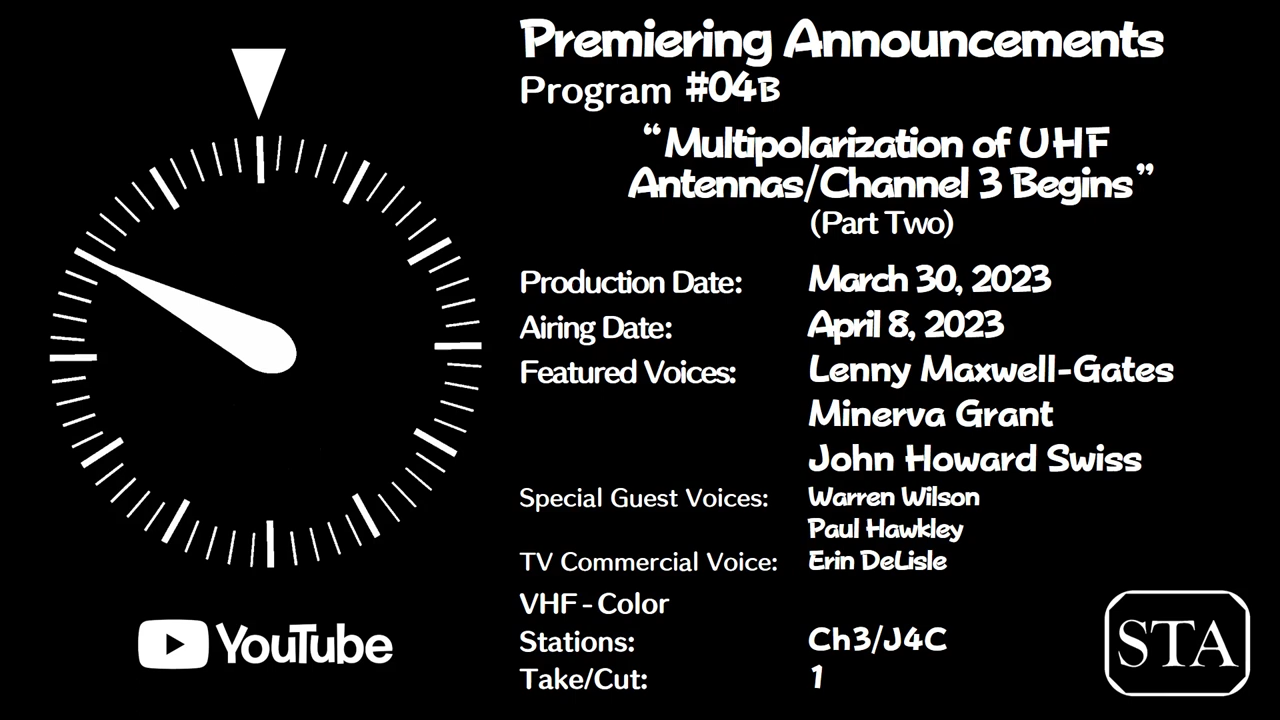 Premiering Announcements
Program #04B
“Multipolarization of UHF
Antennas/Channel 3 Begins”
(Part Two)
Production Date: March 30, 2023
Airing Date: April 8, 2023
Featured Voices: Lenny Maxwell-Gates
Minerva Grant
John Howard Swiss
Special Guest Voices: Warren Wilson
Paul Hawkley
TV Commercial Voice: Erin DeLisle
VHF - Color
Stations: Ch3/J4C
Take/Cut: 1
YouTube
STA